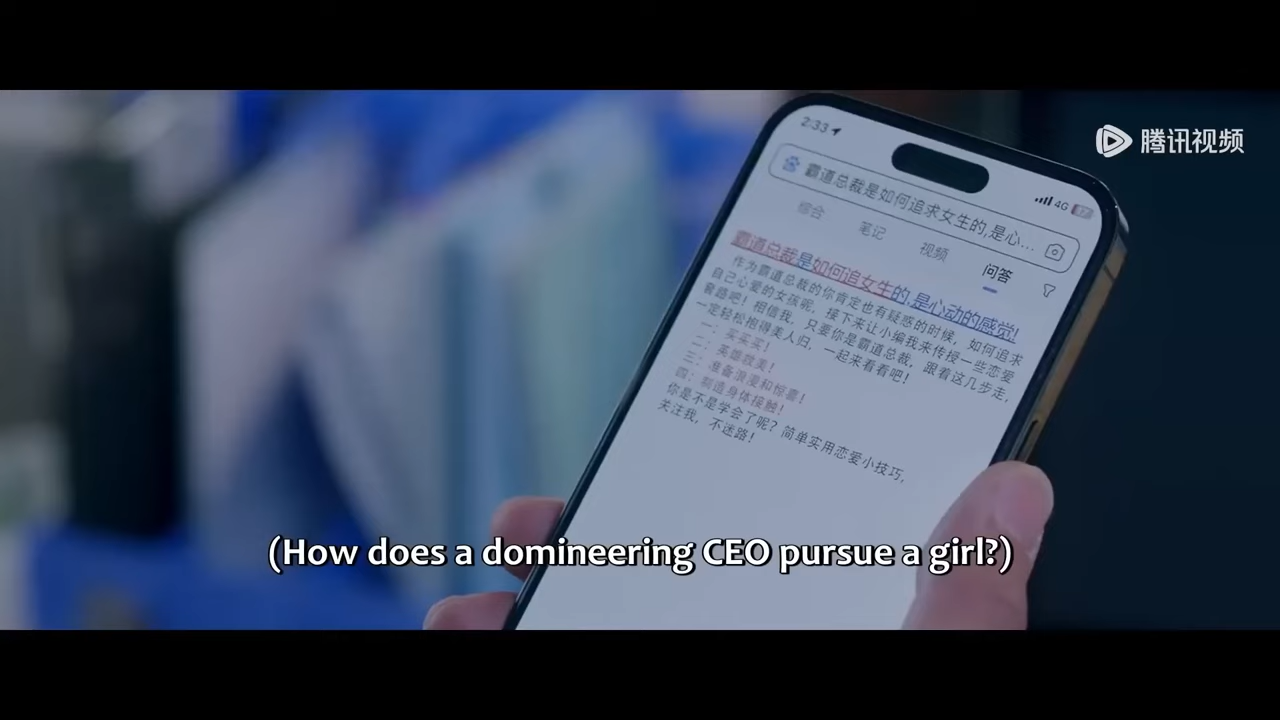 腾讯视频
2:33
4G
霸道总裁是如何追求女生的,是心...
综合 笔记 视频 问答
霸道总裁是如何追女生的,是心动的感觉!
作为霸道总裁的你肯定也有疑惑的时候，如何追求
自己心爱的女孩呢，接下来让小编我来传授一些恋爱
套路吧！相信我，只要你是霸道总裁，跟着这几步走，
一定轻松抱得美人归，一起来看看吧！
一：买买买！
二：英雄救美！
三：准备浪漫和惊喜！
四：制造身体接触！
你是不是学会了呢？简单实用恋爱小技巧，
关注我，不迷路！
(How does a domineering CEO pursue a girl?)